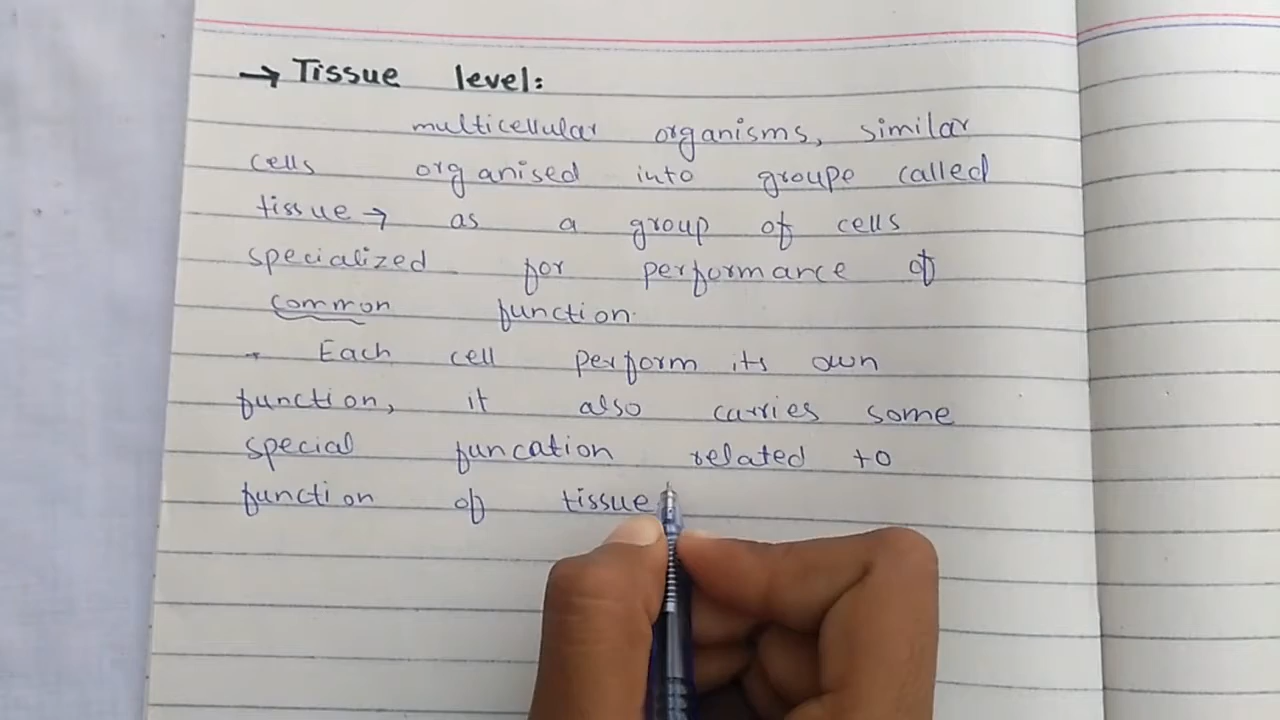 → Tissue level:
multicellular organisms, similar
cells organised into groupe called
tissue → as a group of cells
specialized for performance of
common function.
- Each cell perform its own
function, it also carries some
special funcation related to
function of tissue